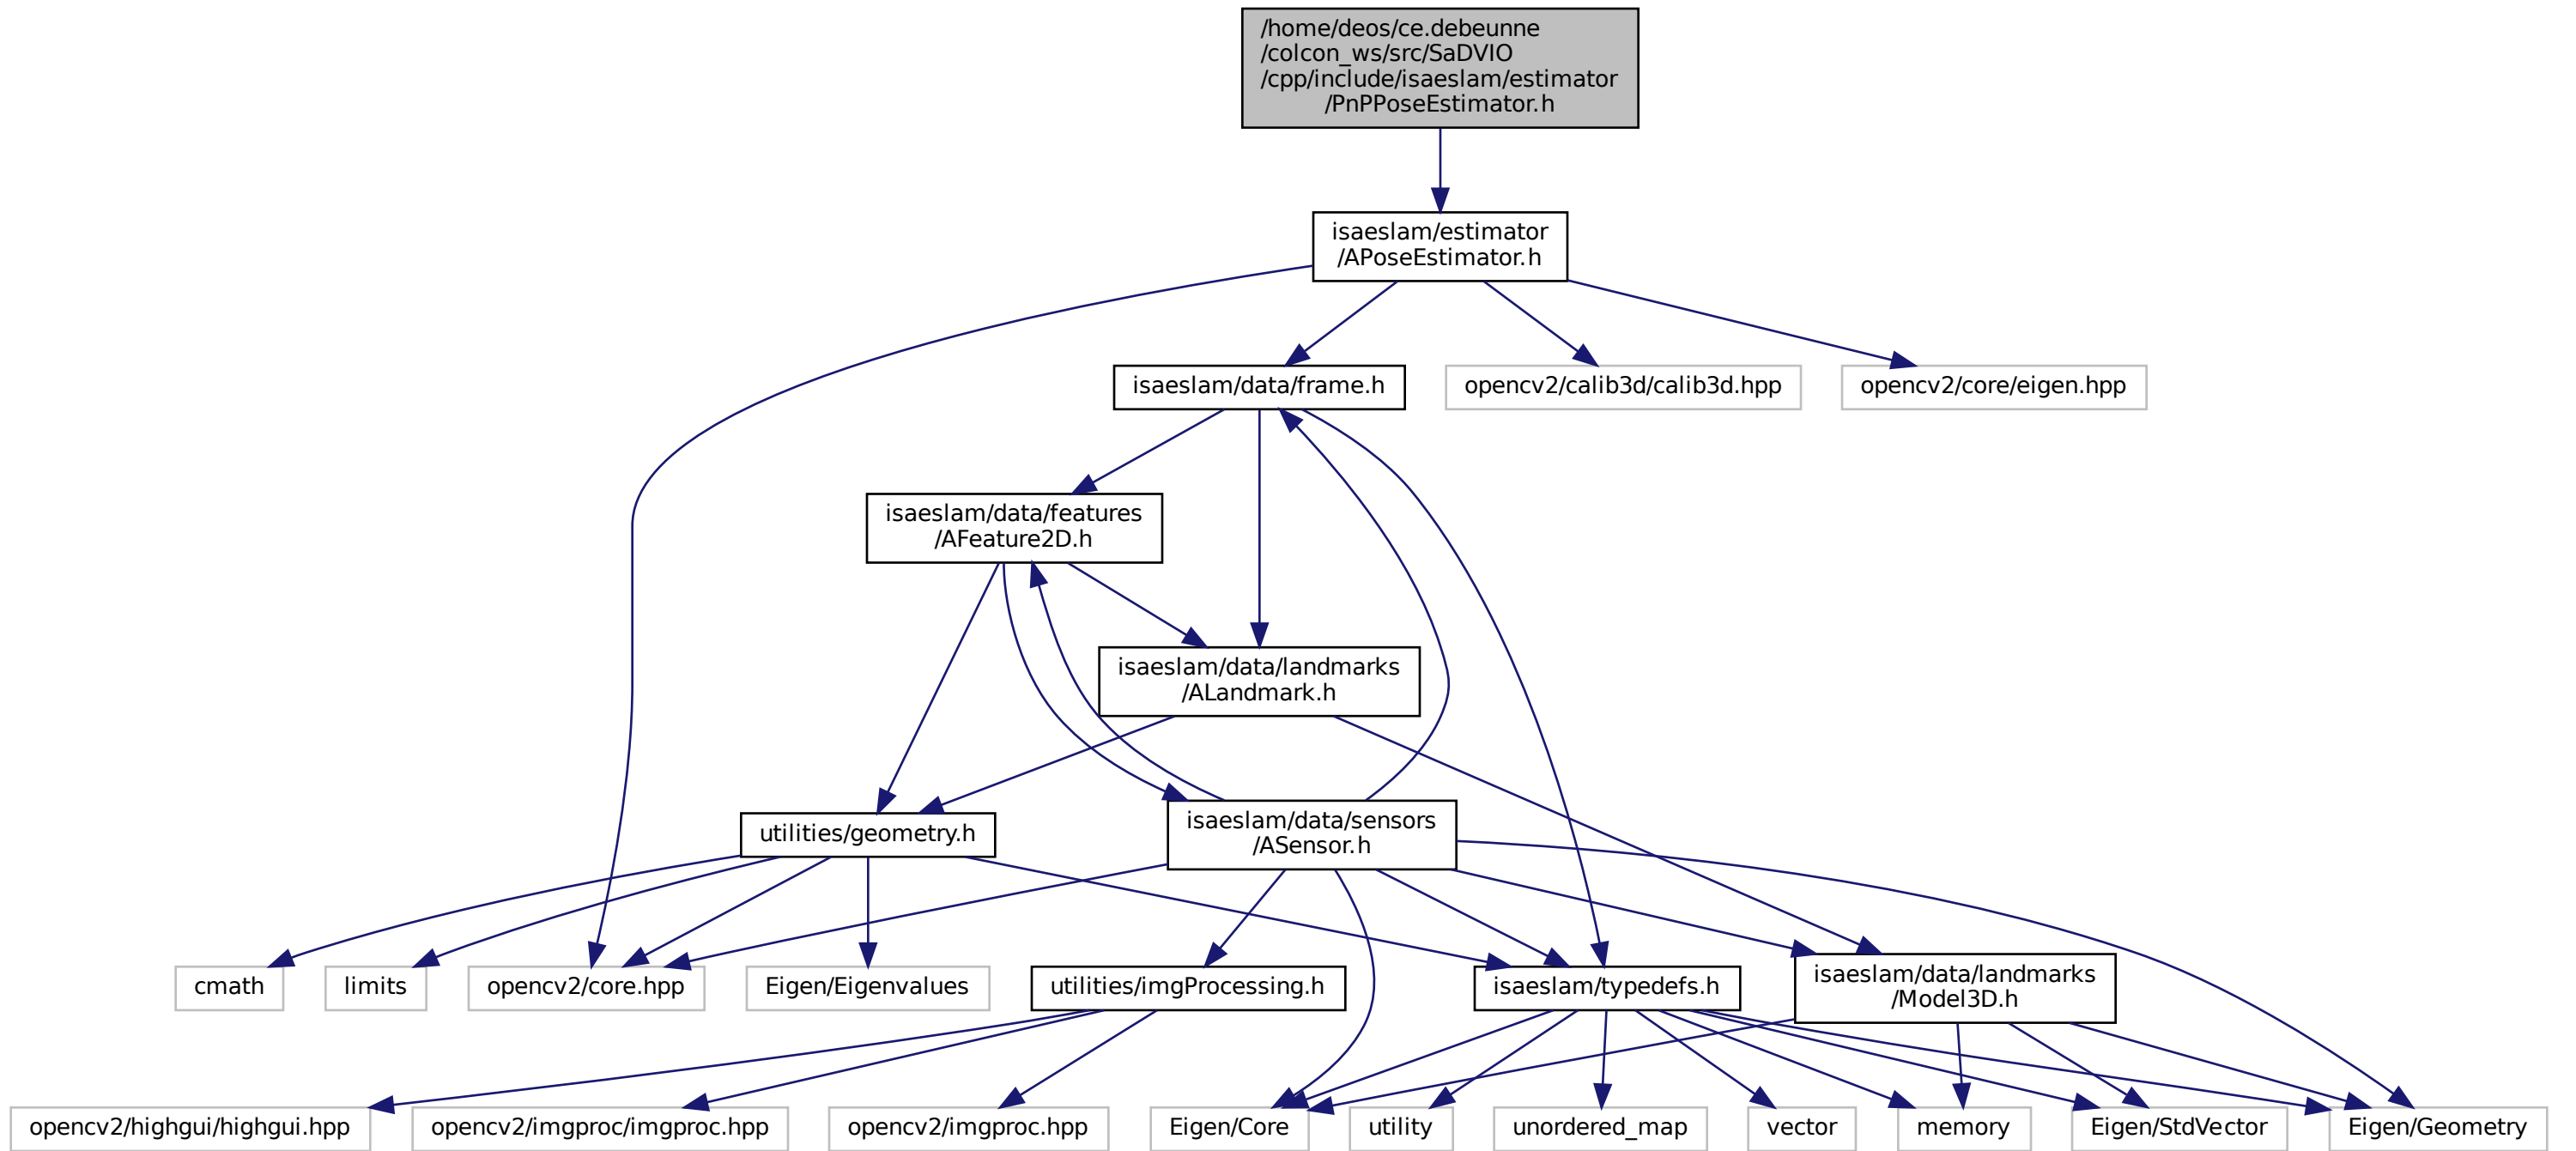 /home/deos/ce.debeunne
/colcon_ws/src/SaDVIO
/cpp/include/isaeslam/estimator
/PnPPoseEstimator.h
isaeslam/estimator
/APoseEstimator.h
isaeslam/data/frame.h
opencv2/calib3d/calib3d.hpp
opencv2/core/eigen.hpp
isaeslam/data/features
/AFeature2D.h
isaeslam/data/landmarks
/ALandmark.h
utilities/geometry.h
isaeslam/data/sensors
/ASensor.h
cmath
limits
opencv2/core.hpp
Eigen/Eigenvalues
utilities/imgProcessing.h
isaeslam/typedefs.h
isaeslam/data/landmarks
/Model3D.h
opencv2/highgui/highgui.hpp
opencv2/imgproc/imgproc.hpp
opencv2/imgproc.hpp
Eigen/Core
utility
unordered_map
vector
memory
Eigen/StdVector
Eigen/Geometry